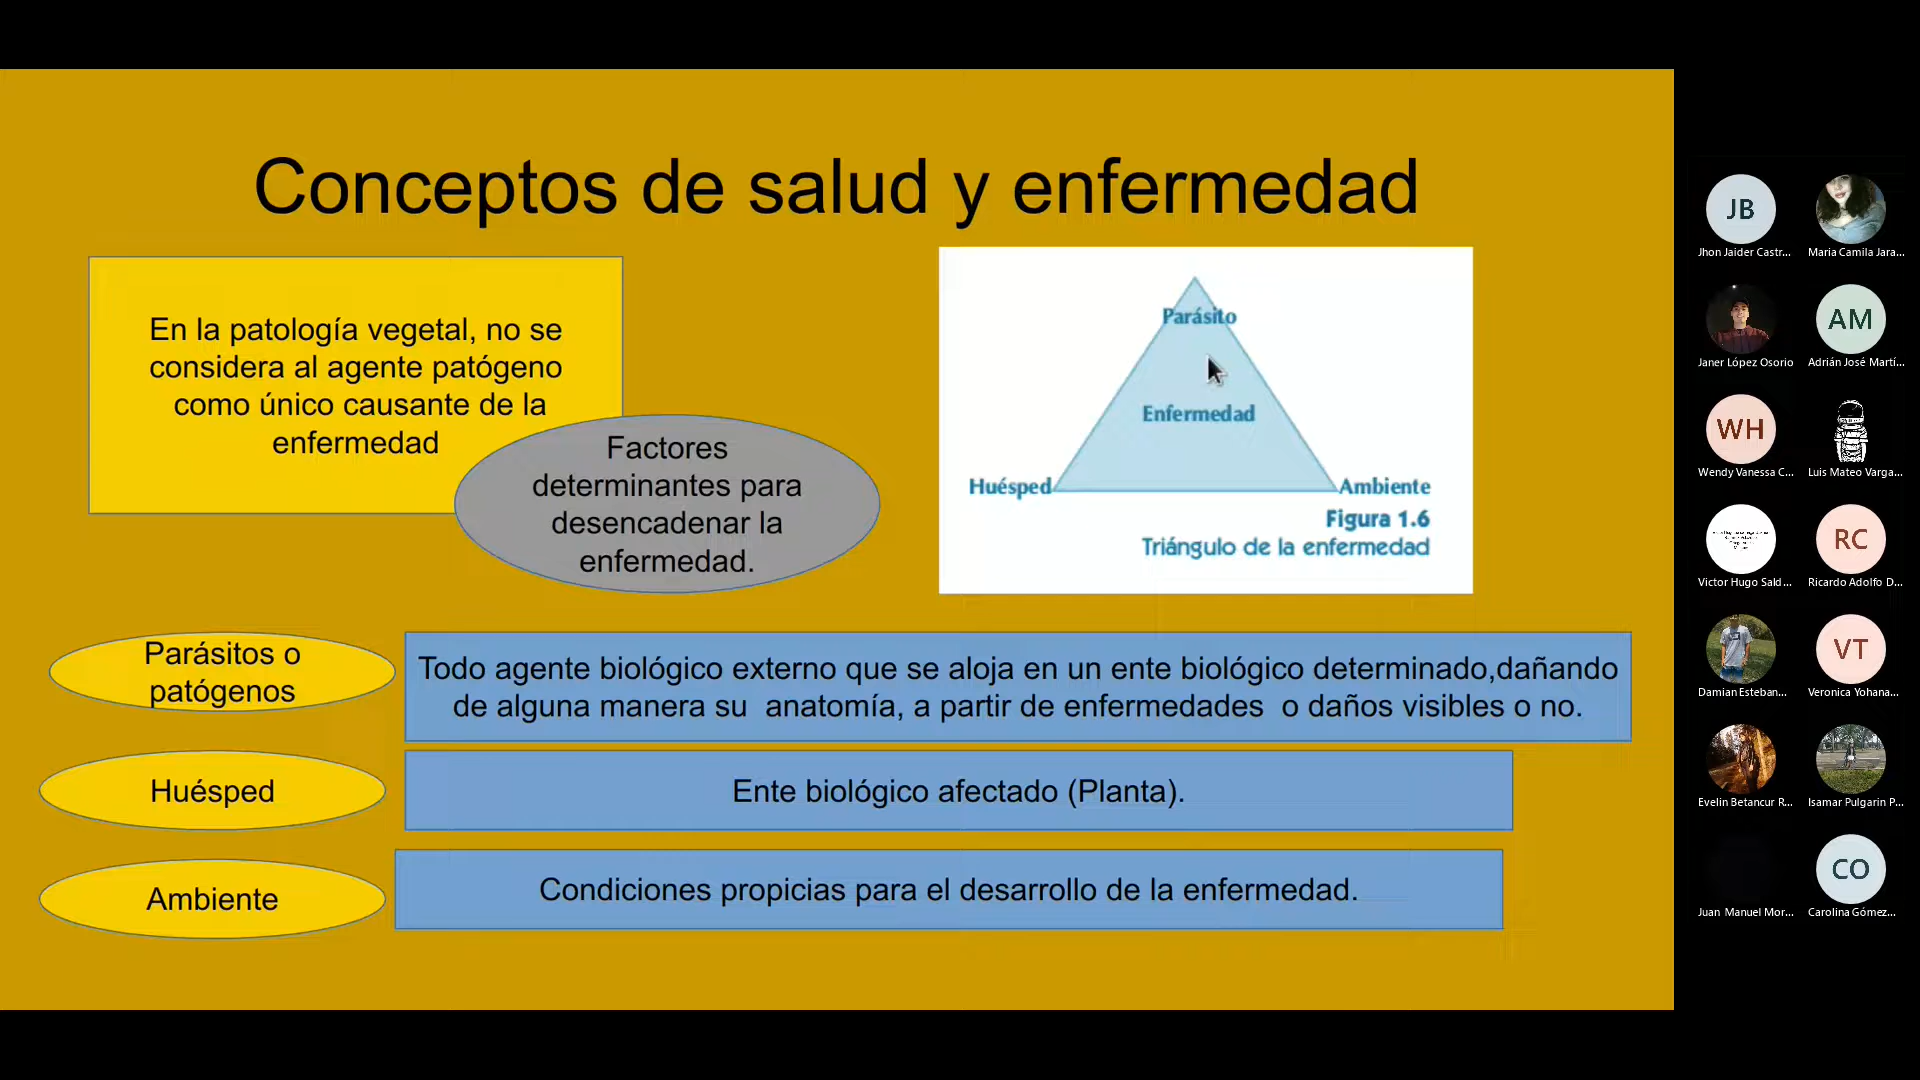 Conceptos de salud y enfermedad
En la patología vegetal, no se
considera al agente patógeno
como único causante de la
enfermedad
Factores
determinantes para
desencadenar la
enfermedad.
Parásito
Enfermedad
Huésped
Ambiente
Figura 1.6
Triángulo de la enfermedad
Parásitos o
patógenos
Todo agente biológico externo que se aloja en un ente biológico determinado,dañando
de alguna manera su  anatomía, a partir de enfermedades  o daños visibles o no.
Huésped
Ente biológico afectado (Planta).
Ambiente
Condiciones propicias para el desarrollo de la enfermedad.
JB
Jhon Jaider Castr...
Maria Camila Jara...
Janer López Osorio
AM
Adrián José Martí...
WH
Wendy Vanessa C...
Luis Mateo Varga...
Victor Hugo Sald...
RC
Ricardo Adolfo D...
Damian Esteban...
VT
Veronica Yohana...
Evelin Betancur R...
Isamar Pulgarin P...
Juan Manuel Mor...
CO
Carolina Gómez...